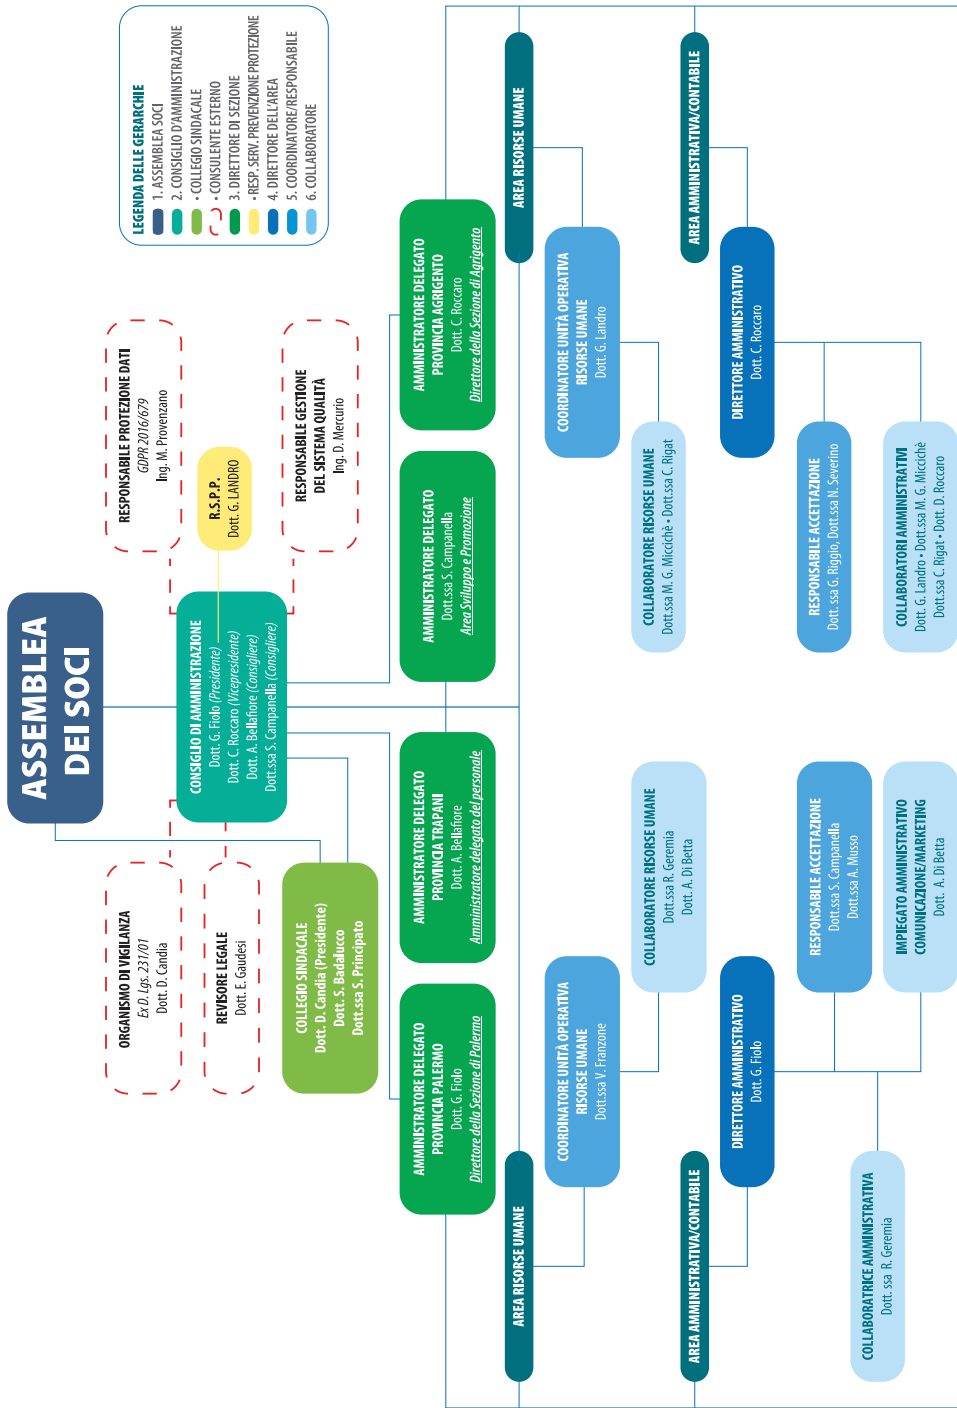 ASSEMBLEA
DEI SOCI
LEGENDA DELLE GERARCHIE
1. ASSEMBLEA SOCI
2. CONSIGLIO D'AMMINISTRAZIONE
• COLLEGIO SINDACALE
• CONSULENTE ESTERNO
3. DIRETTORE DI SEZIONE
• RESP. SERV. PREVENZIONE PROTEZIONE
4. DIRETTORE DELL'AREA
5. COORDINATORE/RESPONSABILE
6. COLLABORATORE
ORGANISMO DI VIGILANZA
Ex D. Lgs. 231/01
Dott. D. Candia
REVISORE LEGALE
Dott. E. Gaudesi
RESPONSABILE PROTEZIONE DATI
GDPR 2016/679
Ing. M. Provenzano
CONSIGLIO DI AMMINISTRAZIONE
Dott. G. Fiolo (Presidente)
Dott. C. Roccaro (Vicepresidente)
Dott. A. Bellafiore (Consigliere)
Dott.ssa S. Campanella (Consigliere)
R.S.P.P.
Dott. G. LANDRO
RESPONSABILE GESTIONE
DEL SISTEMA QUALITÀ
Ing. D. Mercurio
COLLEGIO SINDACALE
Dott. D. Candia (Presidente)
Dott. S. Badalucco
Dott.ssa S. Principato
AMMINISTRATORE DELEGATO
PROVINCIA PALERMO
Dott. G. Fiolo
Direttore della Sezione di Palermo
AMMINISTRATORE DELEGATO
PROVINCIA TRAPANI
Dott. A. Bellafiore
Amministratore delegato del personale
AMMINISTRATORE DELEGATO
Dott.ssa S. Campanella
Area Sviluppo e Promozione
AMMINISTRATORE DELEGATO
PROVINCIA AGRIGENTO
Dott. C. Roccaro
Direttore della Sezione di Agrigento
AREA RISORSE UMANE
AREA RISORSE UMANE
COORDINATORE UNITÀ OPERATIVA
RISORSE UMANE
Dott.ssa V. Franzone
COORDINATORE UNITÀ OPERATIVA
RISORSE UMANE
Dott. G. Landro
COLLABORATORE RISORSE UMANE
Dott.ssa R. Geremia
Dott. A. Di Betta
COLLABORATORE RISORSE UMANE
Dott.ssa M. G. Miccichè • Dott.ssa C. Rigat
AREA AMMINISTRATIVA/CONTABILE
AREA AMMINISTRATIVA/CONTABILE
DIRETTORE AMMINISTRATIVO
Dott. G. Fiolo
DIRETTORE AMMINISTRATIVO
Dott. C. Roccaro
RESPONSABILE ACCETTAZIONE
Dott.ssa S. Campanella
Dott.ssa A. Musso
RESPONSABILE ACCETTAZIONE
Dott.ssa G. Riggio, Dott.ssa N. Severino
COLLABORATRICE AMMINISTRATIVA
Dott. ssa R. Geremia
IMPIEGATO AMMINISTRATIVO
COMUNICAZIONE/MARKETING
Dott. A. Di Betta
COLLABORATORI AMMINISTRATIVI
Dott. G. Landro • Dott.ssa M. G. Miccichè
Dott.ssa C. Rigat • Dott. D. Roccaro